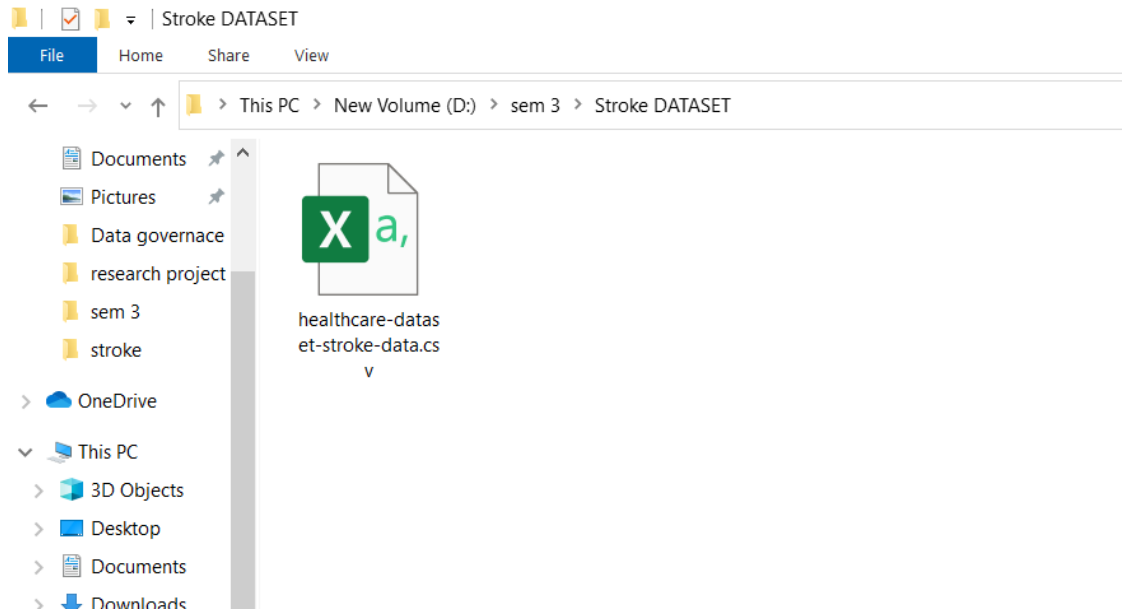 Stroke DATASET
File Home Share View
This PC > New Volume (D:) > sem 3 > Stroke DATASET
Documents
Pictures
Data governace
research project
sem 3
stroke
OneDrive
This PC
3D Objects
Desktop
Documents
Downloads
X a,
healthcare-datas
et-stroke-data.cs
v